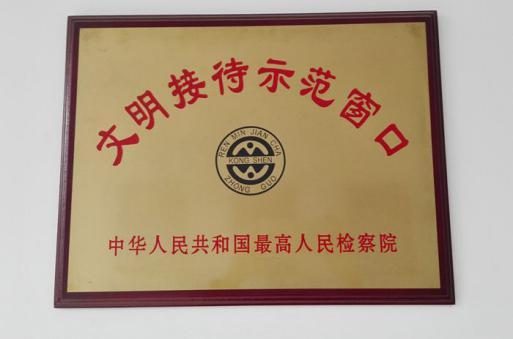 文明接待示范窗口
REN MIN JIAN CHA
KONG SHEN
ZHONG GUO
中华人民共和国最高人民检察院